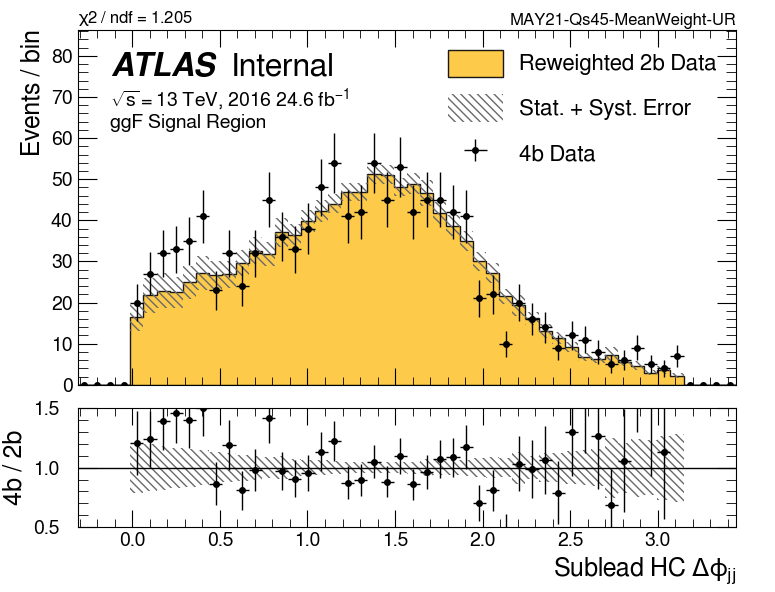 χ2 / ndf = 1.205
MAY21-Qs45-MeanWeight-UR
ATLAS Internal
√s = 13 TeV, 2016 24.6 fb⁻¹
ggF Signal Region
Reweighted 2b Data
Stat. + Syst. Error
4b Data
Events / bin
80
70
60
50
40
30
20
10
0
4b / 2b
1.5
1.0
0.5
0.0 0.5 1.0 1.5 2.0 2.5 3.0
Sublead HC Δϕjj